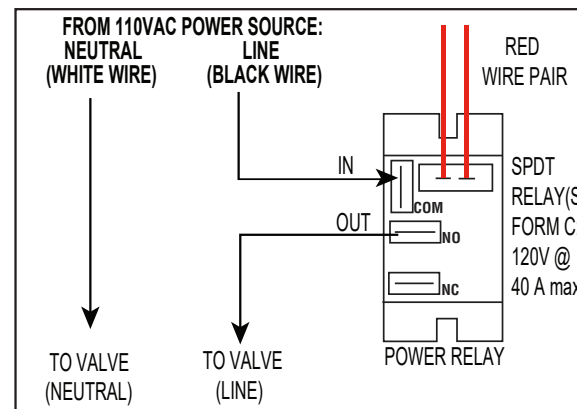 FROM 110VAC POWER SOURCE:
NEUTRAL
(WHITE WIRE)
LINE
(BLACK WIRE)
RED
WIRE PAIR
IN
COM
OUT
NO
NC
SPDT
RELAY(S
FORM C
120V @
40 A max
POWER RELAY
TO VALVE
(NEUTRAL)
TO VALVE
(LINE)